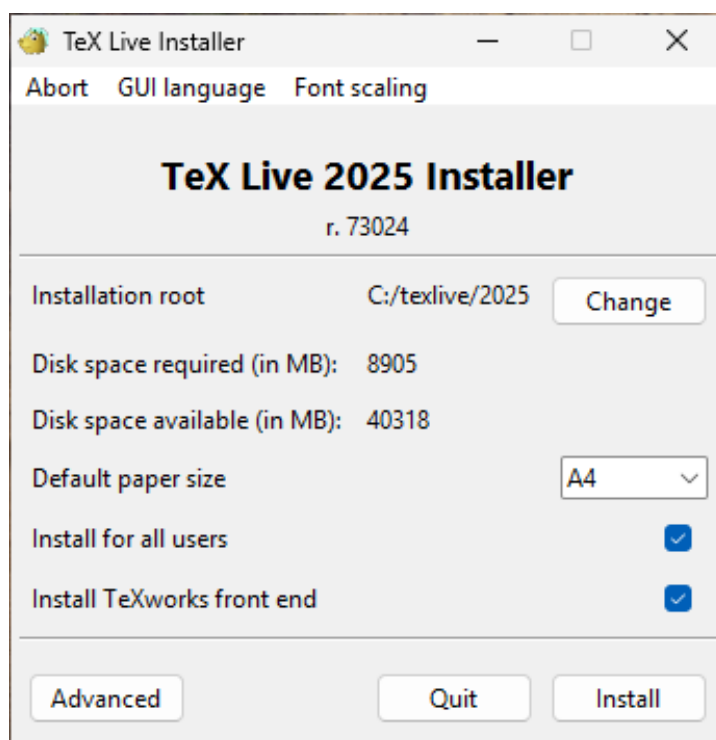 TeX Live Installer
Abort GUI language Font scaling
TeX Live 2025 Installer
r. 73024
Installation root C:/texlive/2025 Change
Disk space required (in MB): 8905
Disk space available (in MB): 40318
Default paper size A4
Install for all users
Install TeXworks front end
Advanced Quit Install